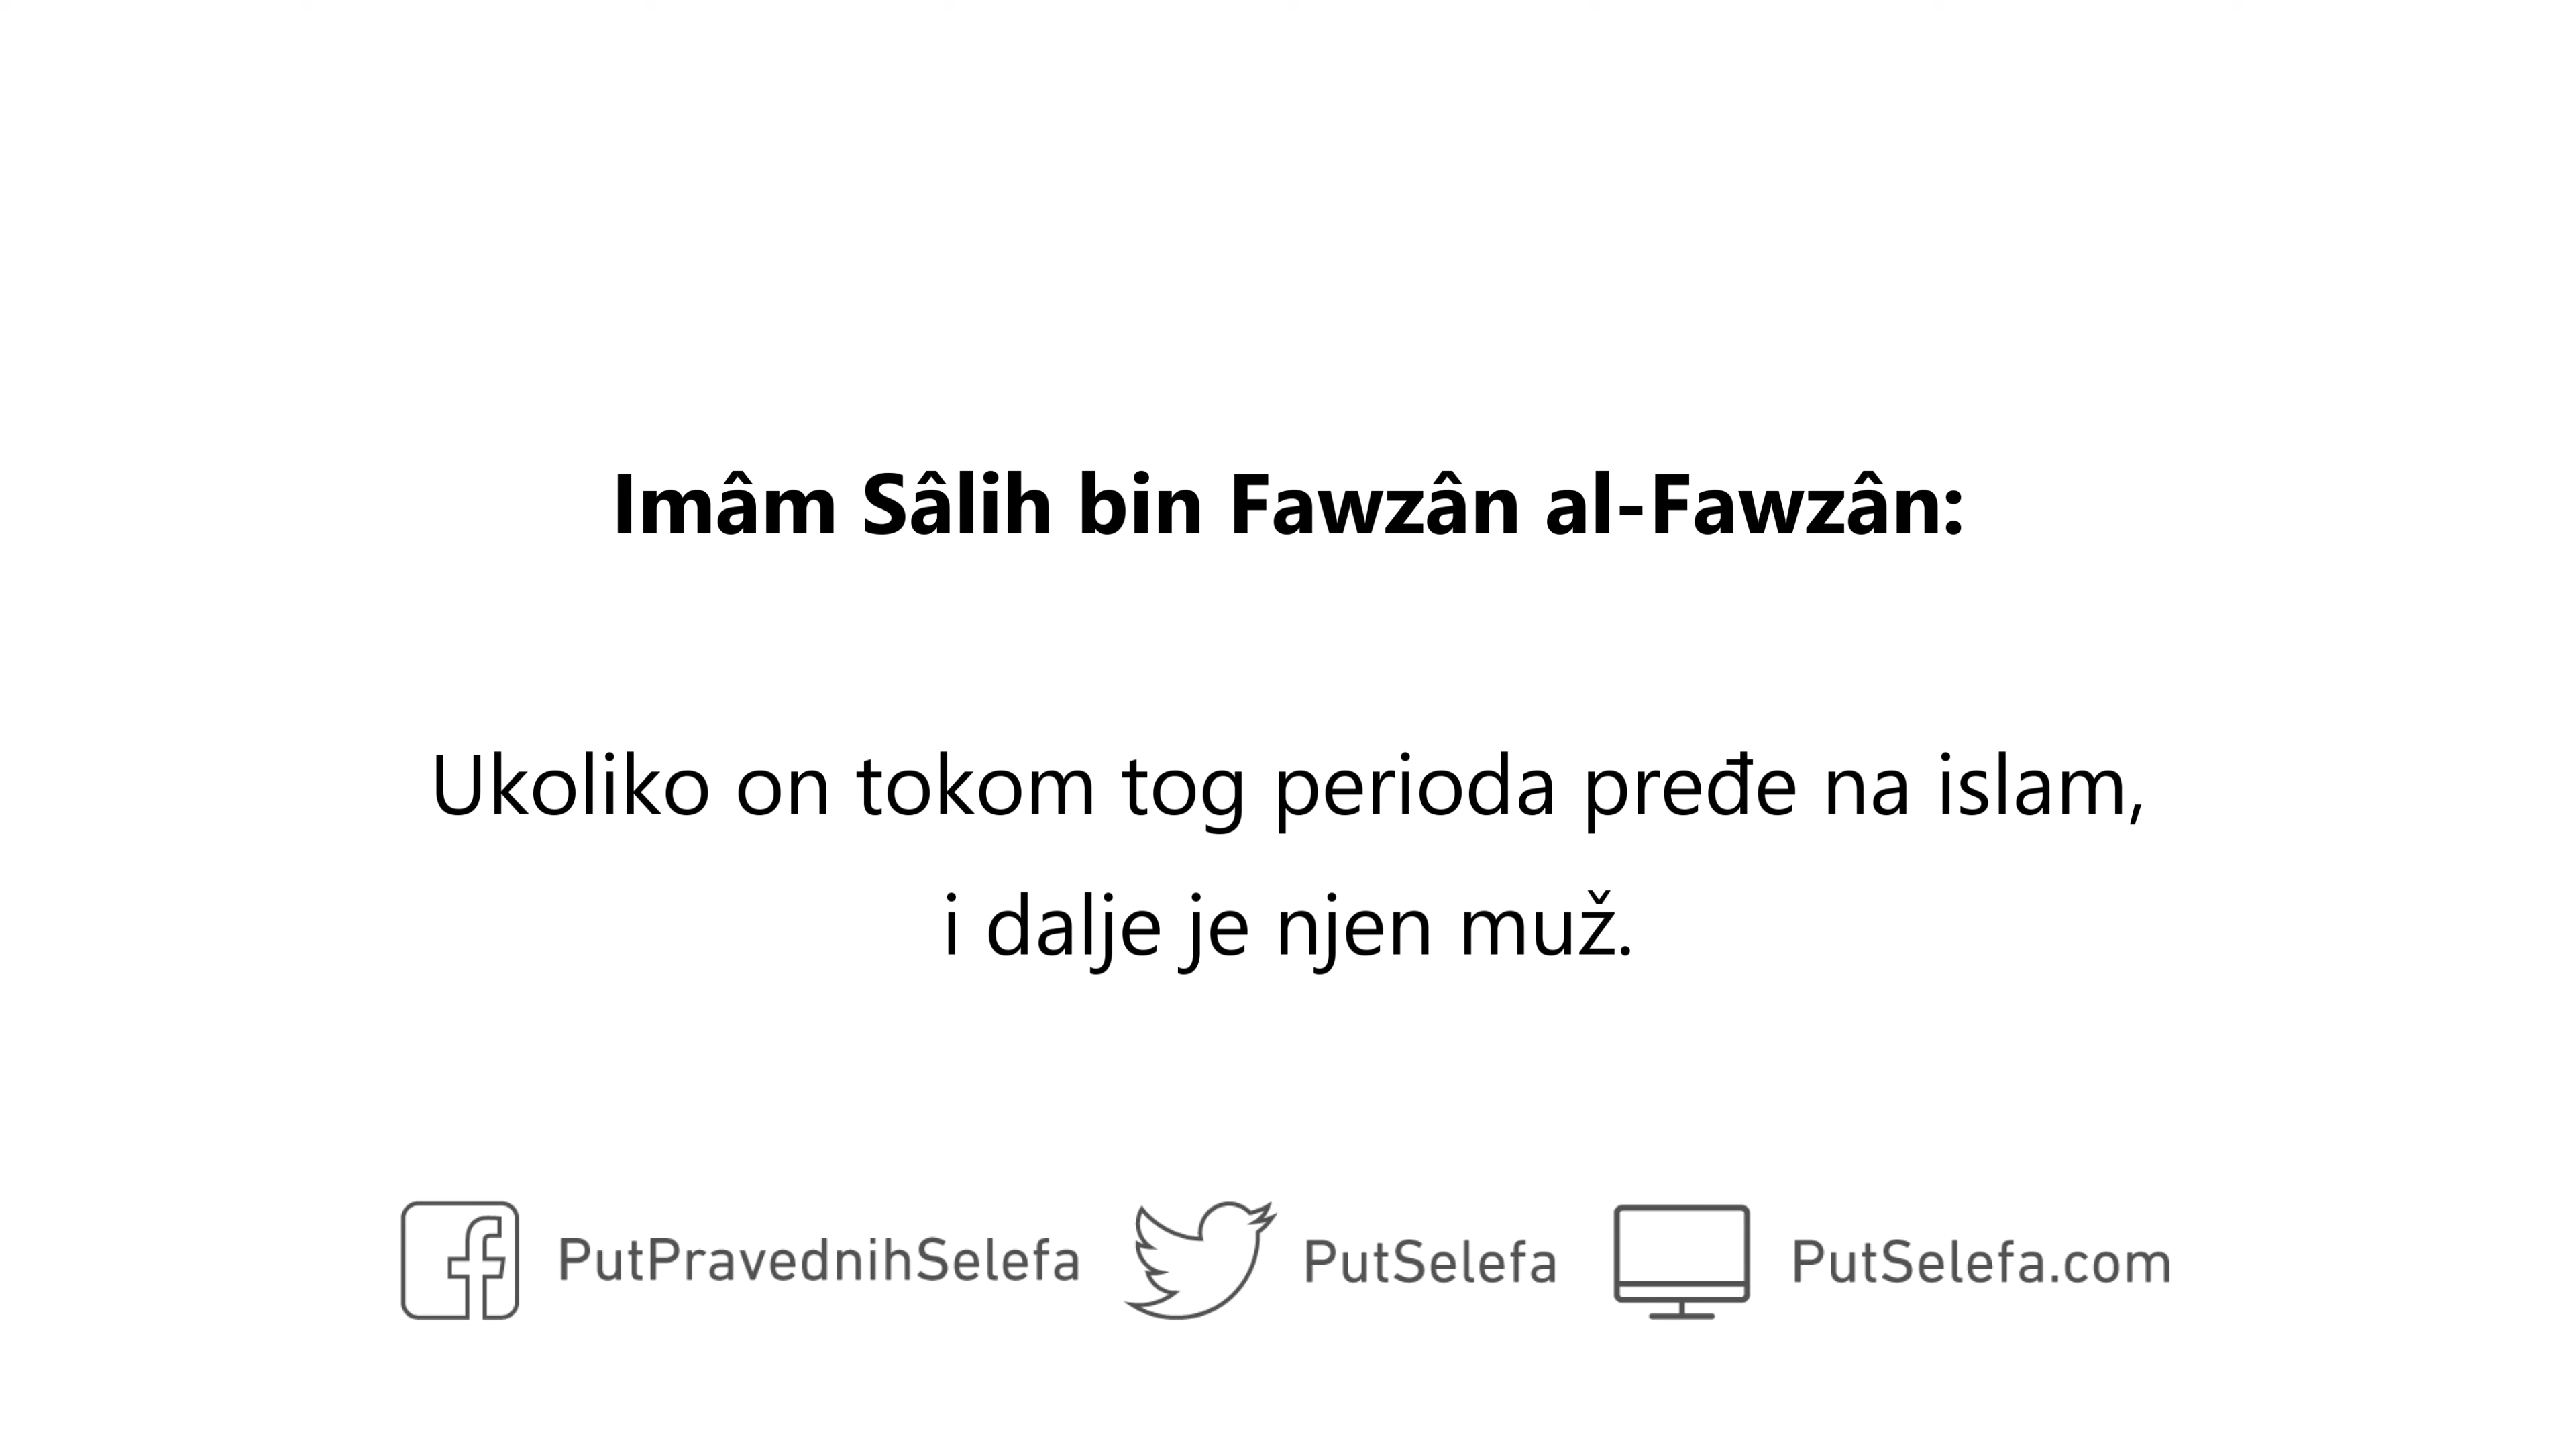 Imâm Sâlih bin Fawzân al-Fawzân:
Ukoliko on tokom tog perioda pređe na islam,
i dalje je njen muž.
PutPravednihSelefa PutSelefa PutSelefa.com